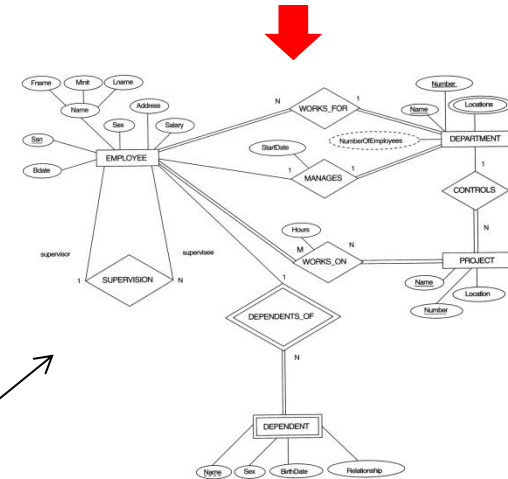 Number
Fname
Minit
Lname
Name
Locations
Address
N
1
WORKS_FOR
Name
Sex
Salary
Ssn
StartDate
NumberOfEmployees
DEPARTMENT
EMPLOYEE
1
1
1
Bdate
MANAGES
CONTROLS
Hours
N
M
N
supervisor
supervisee
WORKS_ON
PROJECT
1
SUPERVISION
N
1
Name
Location
Number
DEPENDENTS_OF
N
DEPENDENT
Name
Sex
BirthDate
Relationship